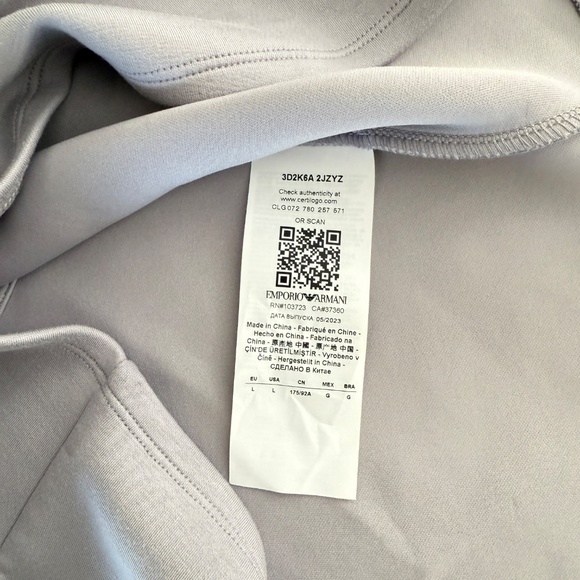 3D2K6A 2JZYZ
Check authenticity at
www.certilogo.com
CLG 072 780 257 571
OR SCAN
EMPORIO ARMANI
RN#103723 CA#37360
ДАТА ВЫПУСКА 05/2023
Made in China - Fabriqué en Chine -
Hecho en China - Fabricado na
China - 原産地 中國 - 原产地 中国 -
ÇİN'DE ÜRETİLMİŞTİR - Vyrobeno v
Číně - Hergestellt in China -
СДЕЛАНО В Китае
EU USA CN MEX BRA
L L 175/92A G G